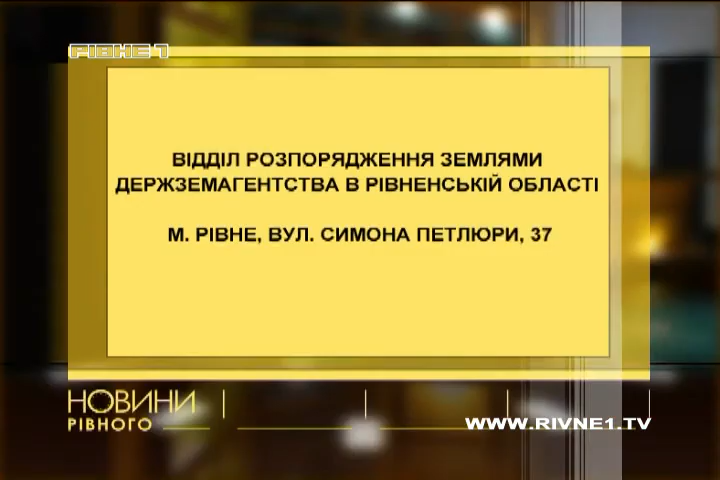 РІВНЕ 1
ВІДДІЛ РОЗПОРЯДЖЕННЯ ЗЕМЛЯМИ
ДЕРЖЗЕМАГЕНТСТВА В РІВНЕНСЬКІЙ ОБЛАСТІ
М. РІВНЕ, ВУЛ. СИМОНА ПЕТЛЮРИ, 37
НОВИНИ
РІВНОГО
WWW.RIVNE1.TV